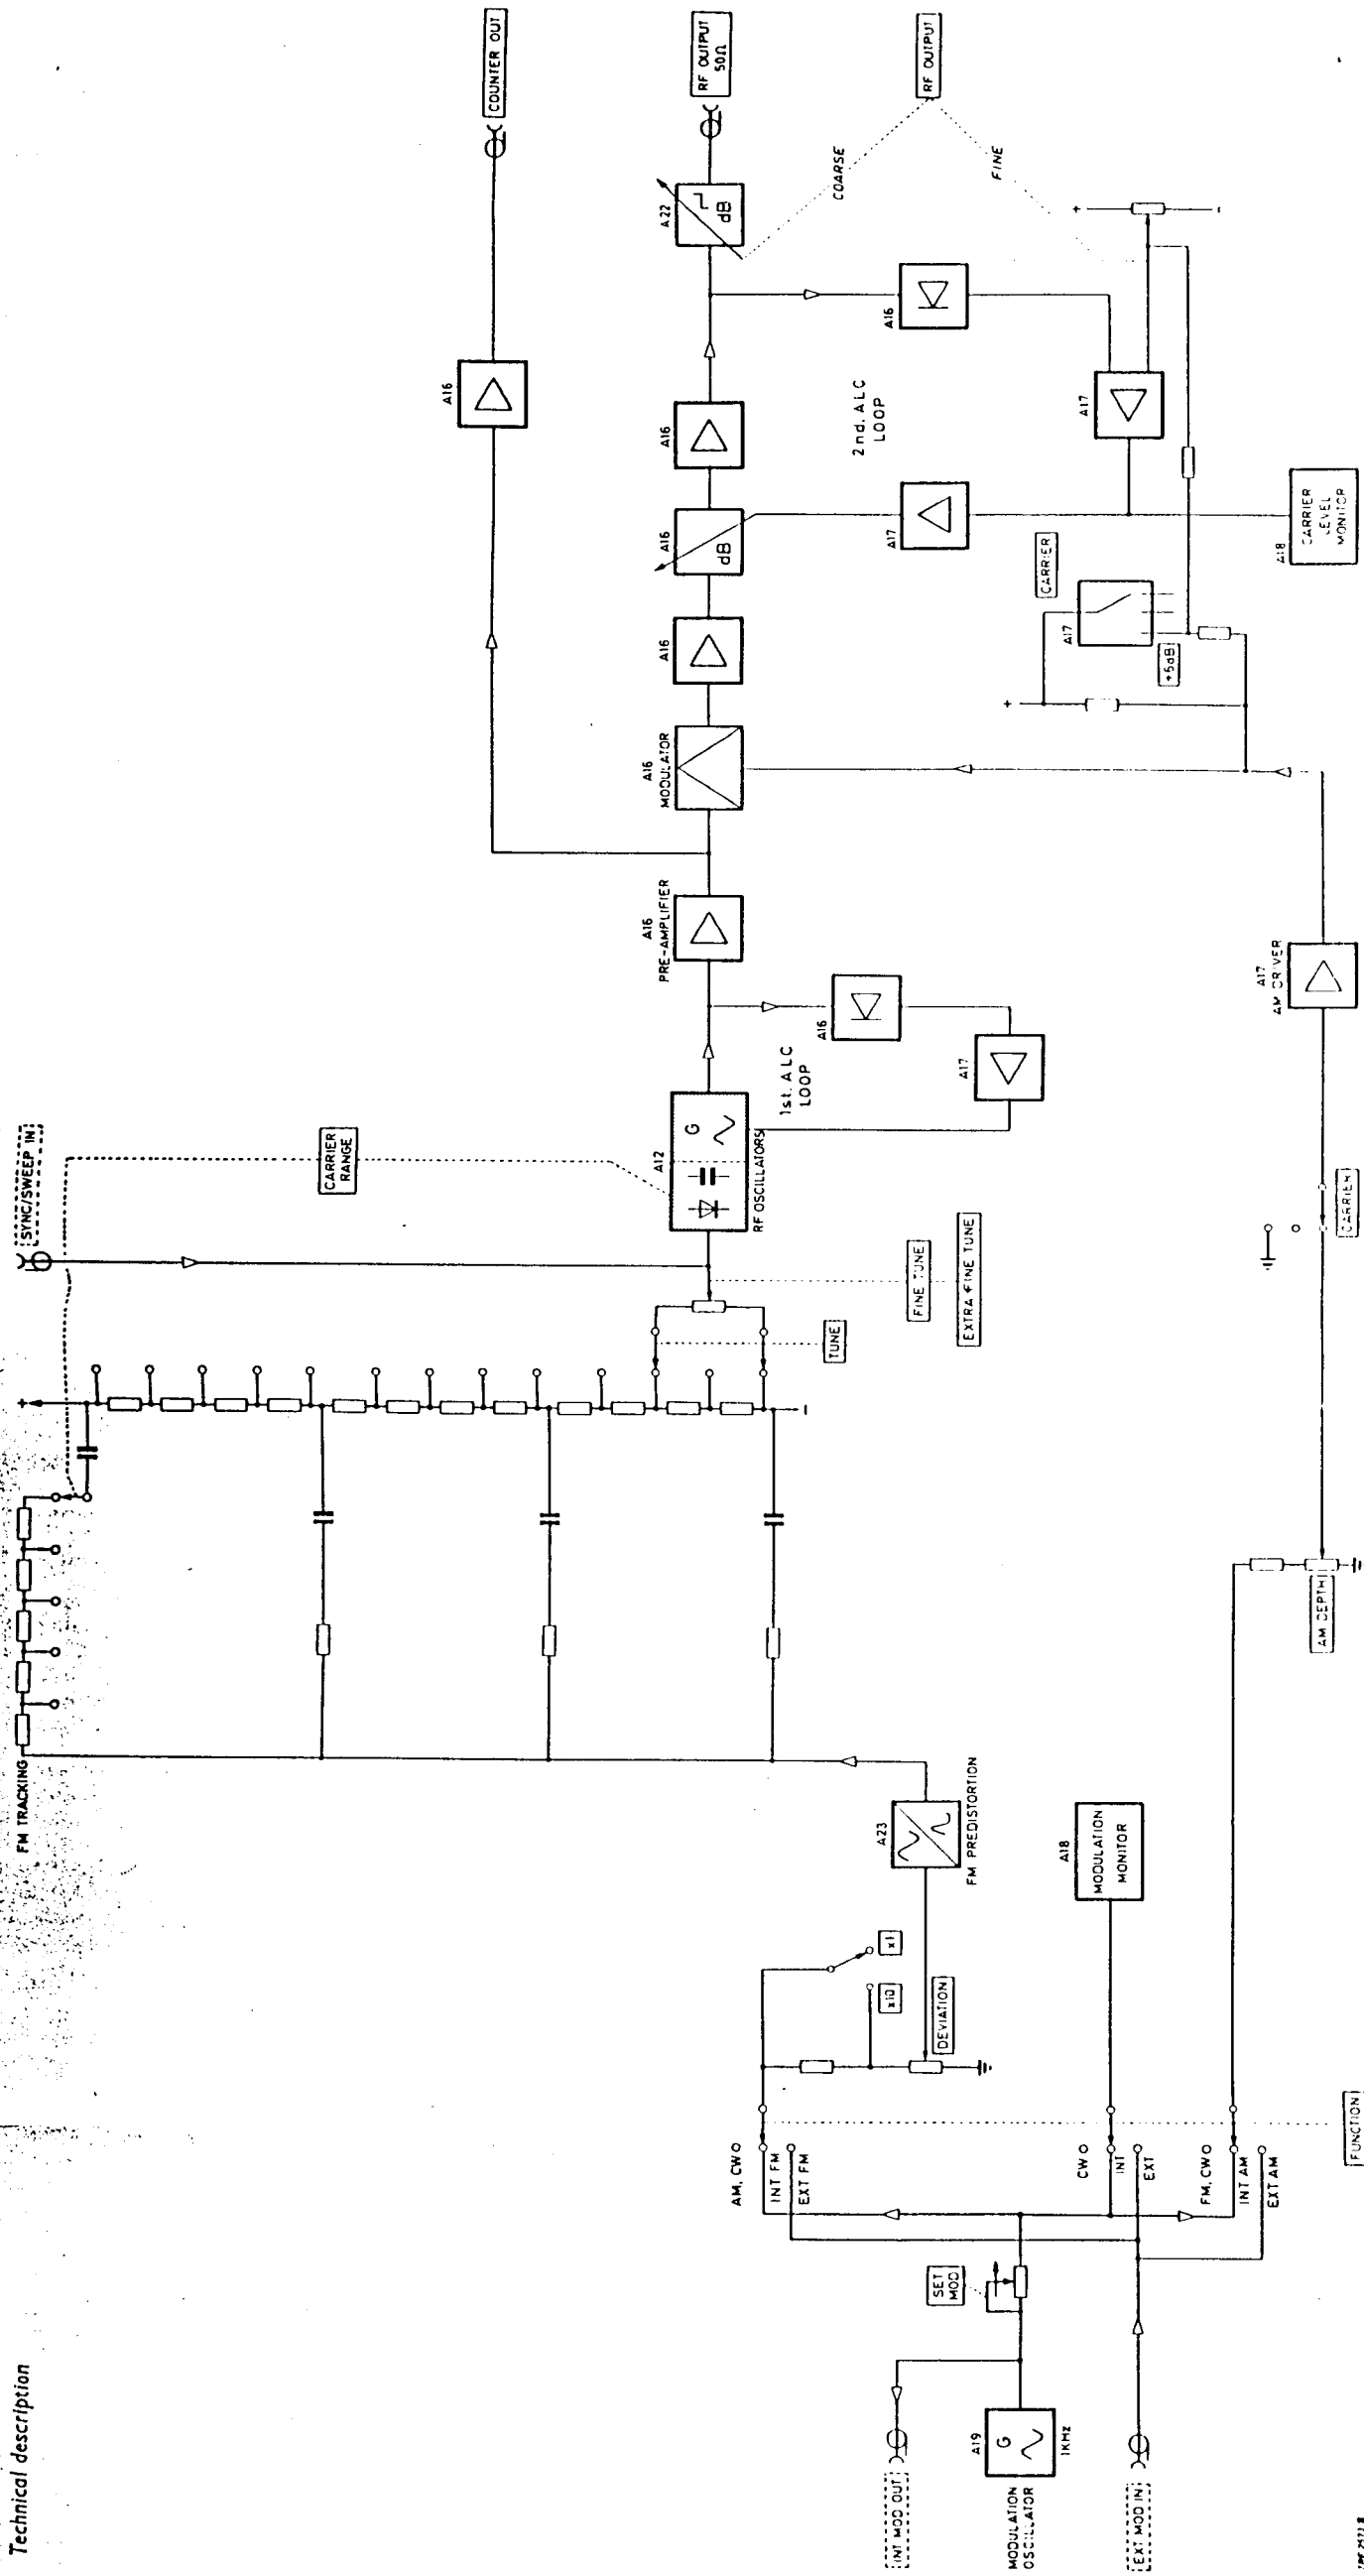 Technical description
FM TRACKING
SYNC/SWEEP IN
CARRIER
RANGE
COUNTER OUT
A16
RF OUTPUT
50Ω
A22
dB
COARSE
RF OUTPUT
FINE
A16
A16
dB
A16
A16
MODULATOR
A16
PRE-AMPLIFIER
A12
G
RF OSCILLATORS
1st. ALC
LOOP
A16
A17
2nd. ALC
LOOP
A16
A17
A17
CARRIER
A17
+6dB
A18
CARRIER
LEVEL
MONITOR
TUNE
FINE TUNE
EXTRA FINE TUNE
A17
AM DRIVER
CARRIER
AM DEPTH
A23
FM PREDISTORTION
A18
MODULATION
MONITOR
x1
x10
DEVIATION
AM, CW
INT FM
EXT FM
CW
INT
EXT
FM, CW
INT AM
EXT AM
FUNCTION
SET
MOD
INT MOD OUT
A19
G
1KHz
MODULATION
OSCILLATOR
EXT MOD IN